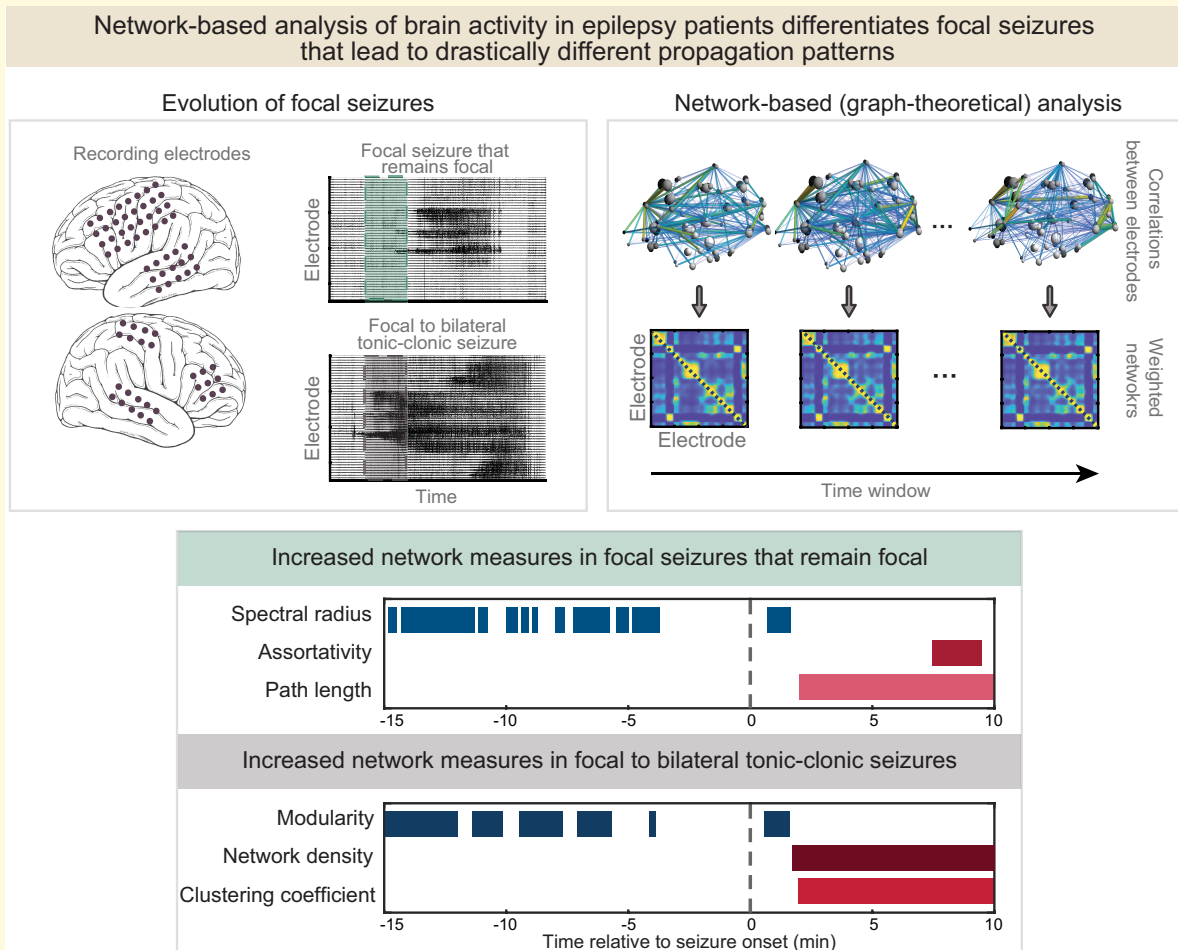 Network-based analysis of brain activity in epilepsy patients differentiates focal seizures
that lead to drastically different propagation patterns
Evolution of focal seizures
Recording electrodes
Focal seizure that
remains focal
Electrode
Focal to bilateral
tonic-clonic seizure
Electrode
Time
Network-based (graph-theoretical) analysis
Correlations
between electrodes
...
Electrode
Electrode
...
Weighted
netwokrs
Time window
Increased network measures in focal seizures that remain focal
Spectral radius
Assortativity
Path length
-15 -10 -5 0 5 10
Increased network measures in focal to bilateral tonic-clonic seizures
Modularity
Network density
Clustering coefficient
-15 -10 -5 0 5 10
Time relative to seizure onset (min)